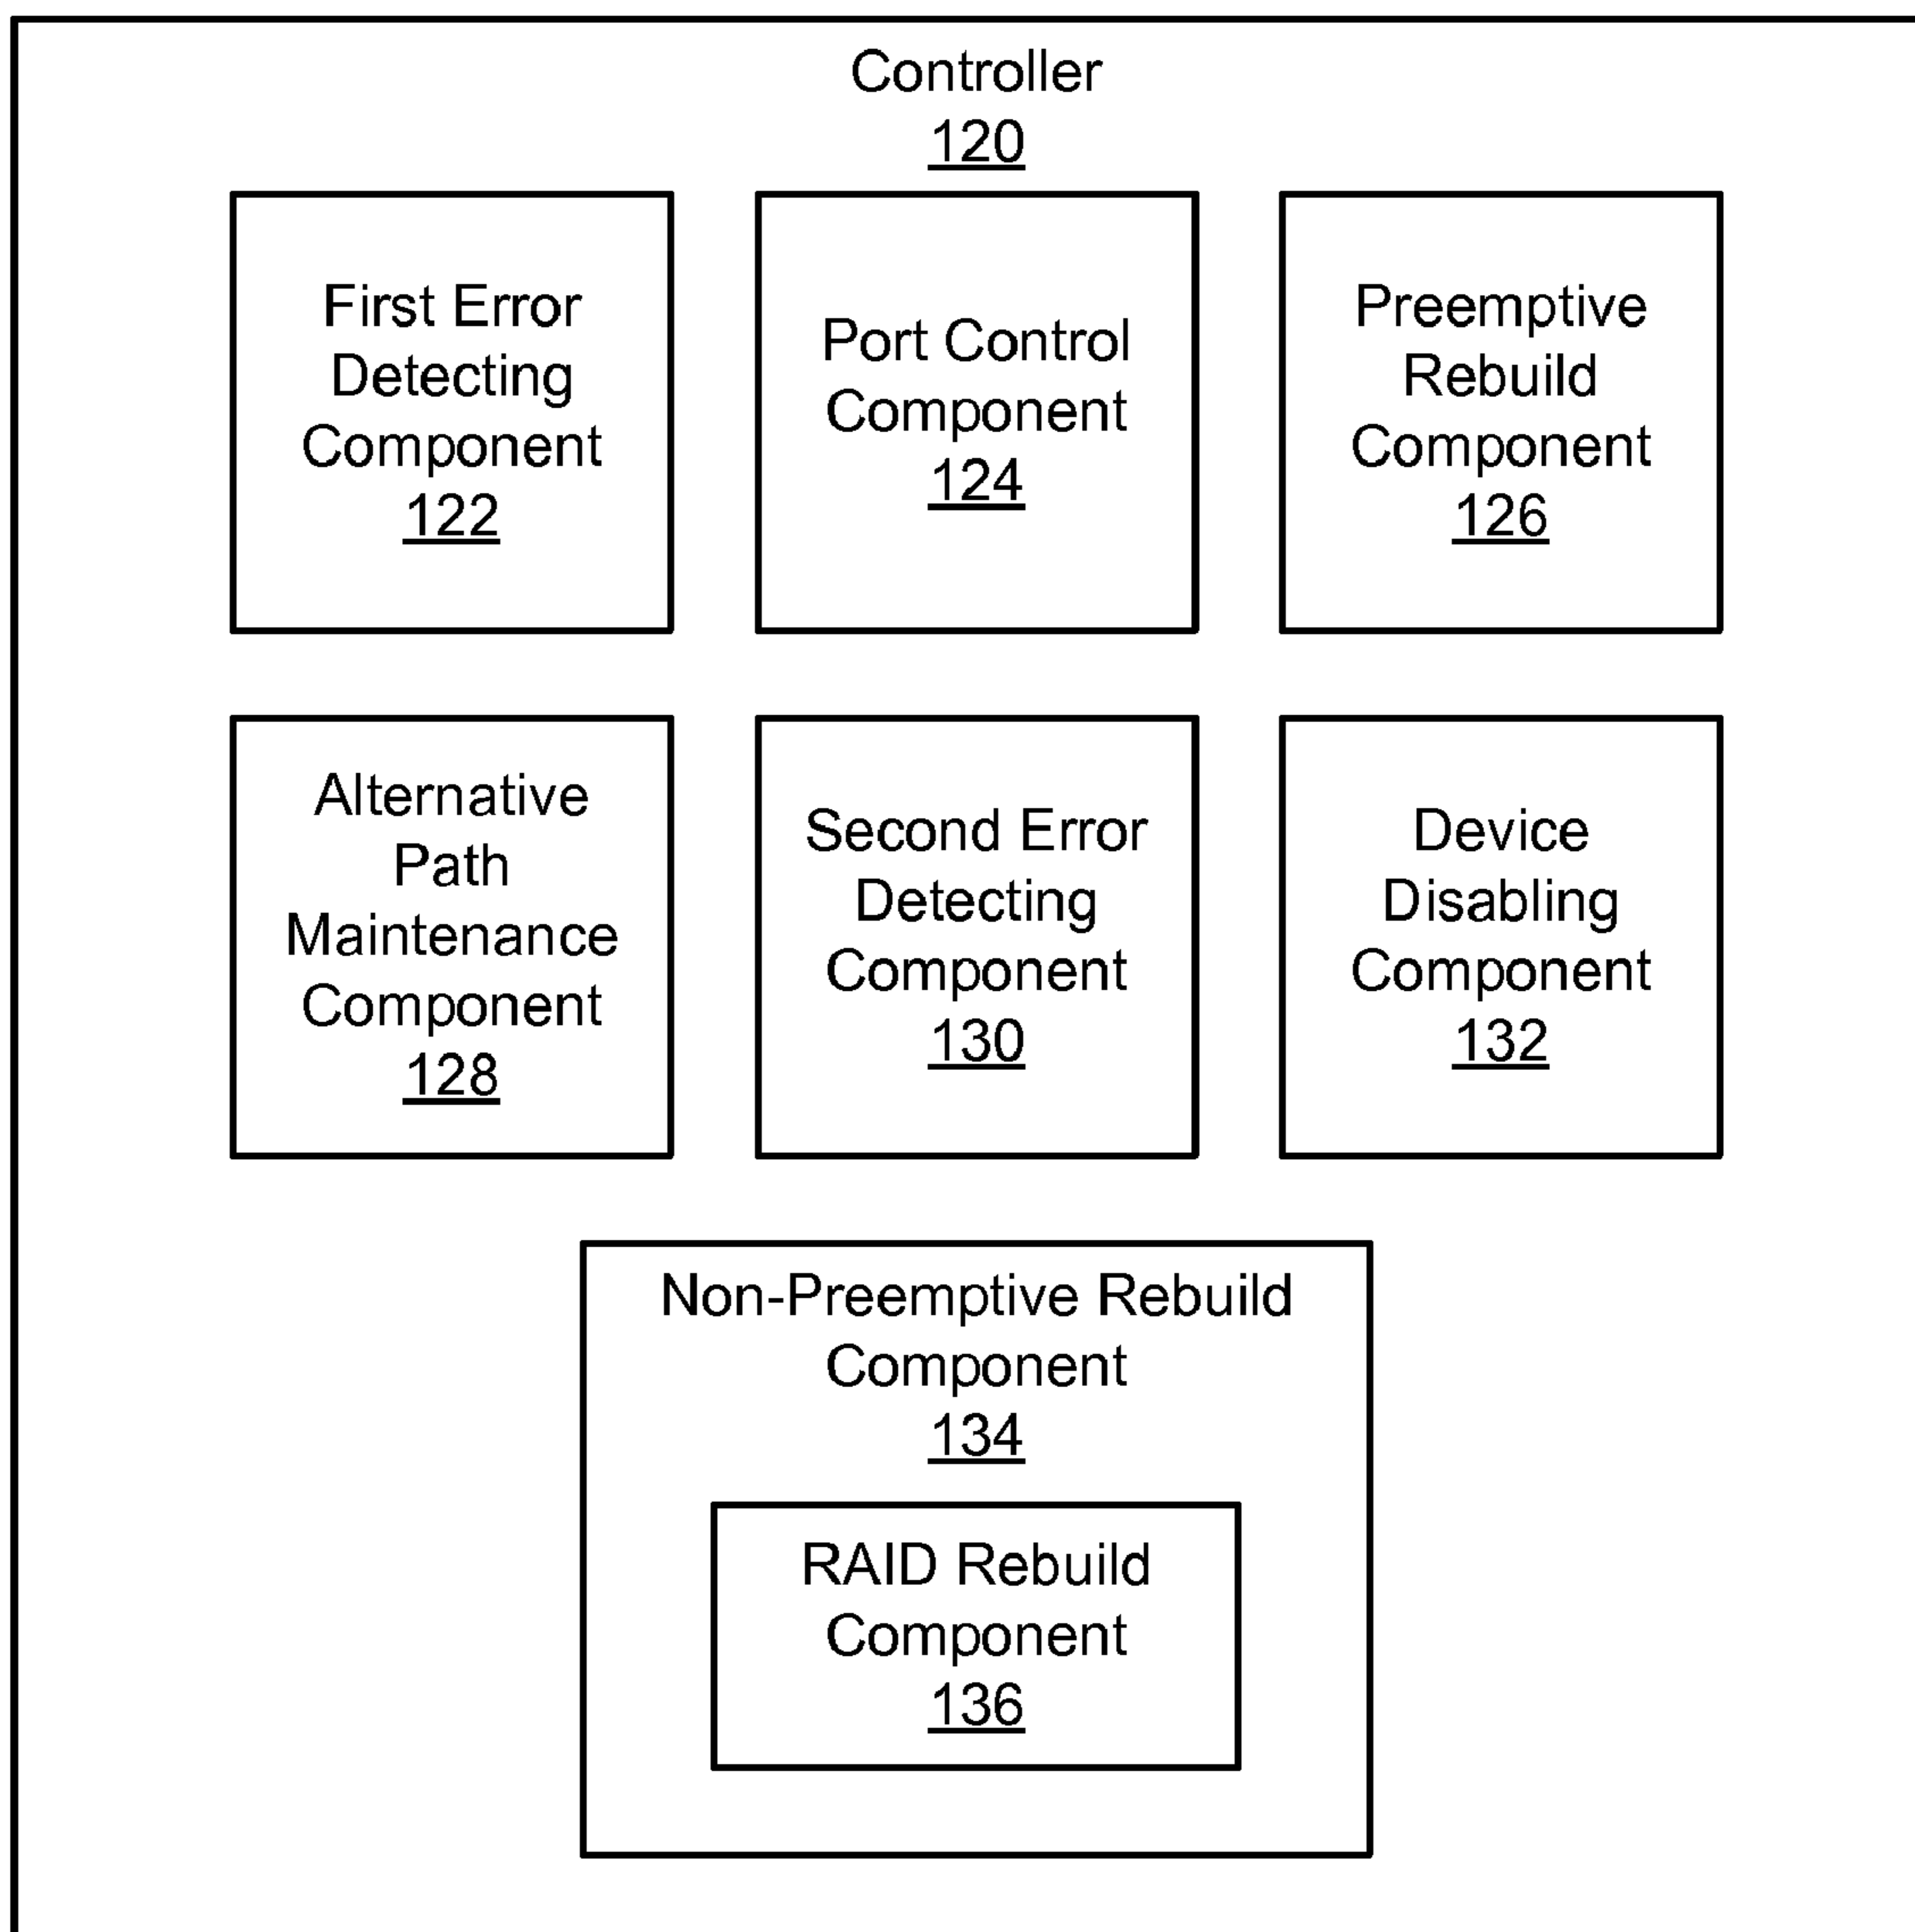 Controller
120
First Error
Detecting
Component
122
Port Control
Component
124
Preemptive
Rebuild
Component
126
Alternative
Path
Maintenance
Component
128
Second Error
Detecting
Component
130
Device
Disabling
Component
132
Non-Preemptive Rebuild
Component
134
RAID Rebuild
Component
136